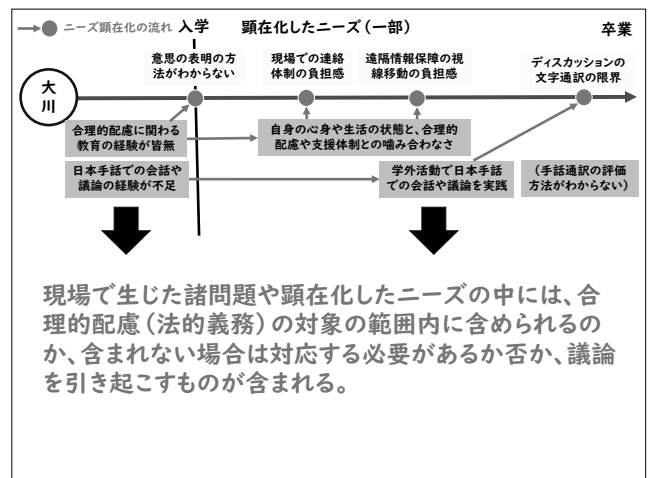 ニーズ顕在化の流れ
入学
顕在化したニーズ(一部)
卒業
意思の表明の方
法がわからない
現場での連絡
体制の負担感
遠隔情報保障の視
線移動の負担感
ディスカッションの
文字通訳の限界
大
川
合理的配慮に関わる
教育の経験が皆無
自身の心身や生活の状態と、合理的
配慮や支援体制との噛み合わなさ
日本手話での会話や
議論の経験が不足
学外活動で日本手話
での会話や議論を実践
(手話通訳の評価
方法がわからない)
現場で生じた諸問題や顕在化したニーズの中には、合
理的配慮(法的義務)の対象の範囲内に含められるの
か、含まれない場合は対応する必要があるか否か、議論
を引き起こすものが含まれる。